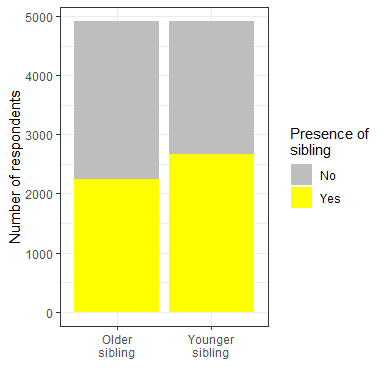 5000
4000
3000
2000
1000
0
Number of respondents
Older
sibling
Younger
sibling
Presence of
sibling
No
Yes